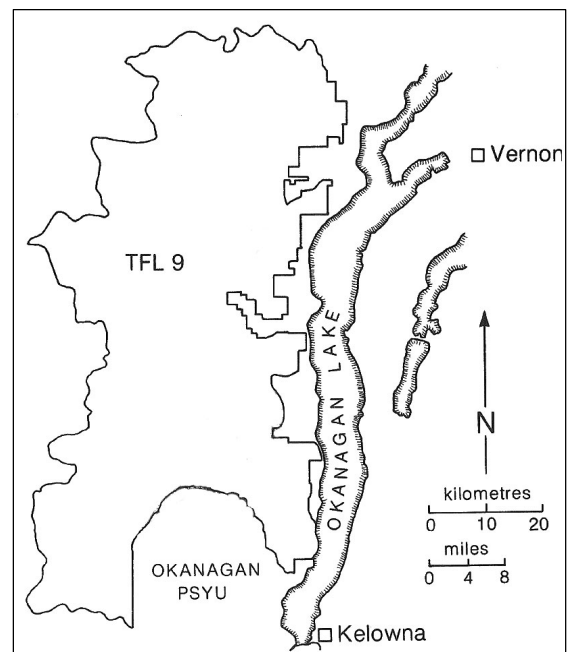 Vernon
TFL 9
OKANAGAN LAKE
N
kilometres
0 10 20
miles
0 4 8
OKANAGAN
PSYU
Kelowna